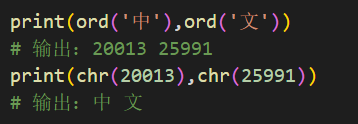 print(ord('中'),ord('文'))
# 输出：20013 25991
print(chr(20013),chr(25991))
# 输出：中 文